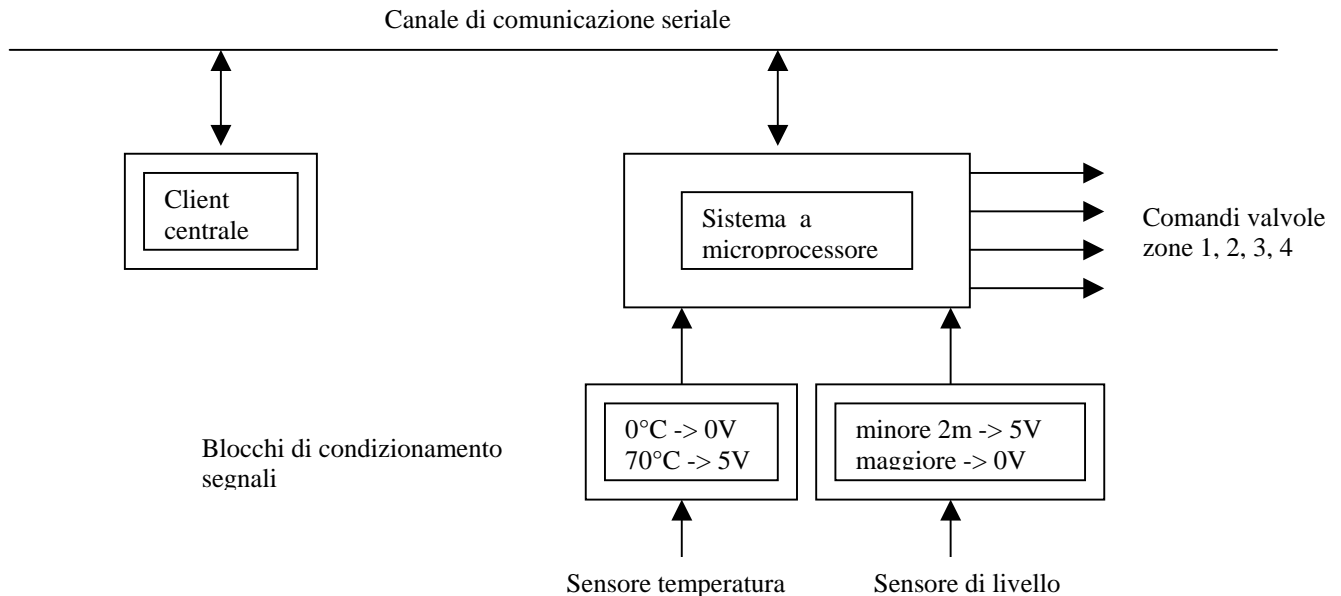 Canale di comunicazione seriale
Client
centrale
Sistema a
microprocessore
Comandi valvole
zone 1, 2, 3, 4
Blocchi di condizionamento
segnali
0°C -> 0V
70°C -> 5V
minore 2m -> 5V
maggiore -> 0V
Sensore temperatura
Sensore di livello